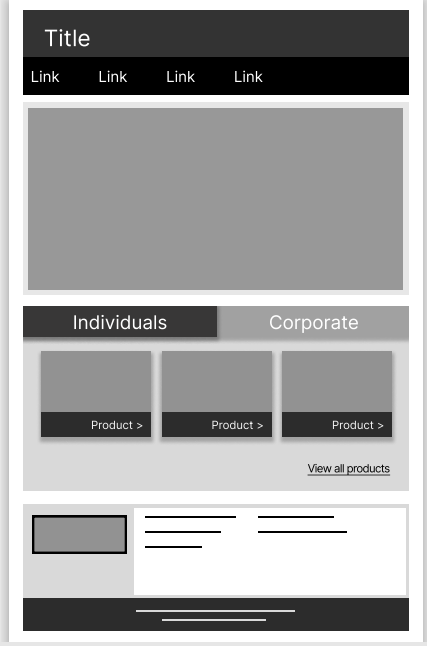 Title
Link Link Link Link
Individuals Corporate
Product > Product > Product >
View all products